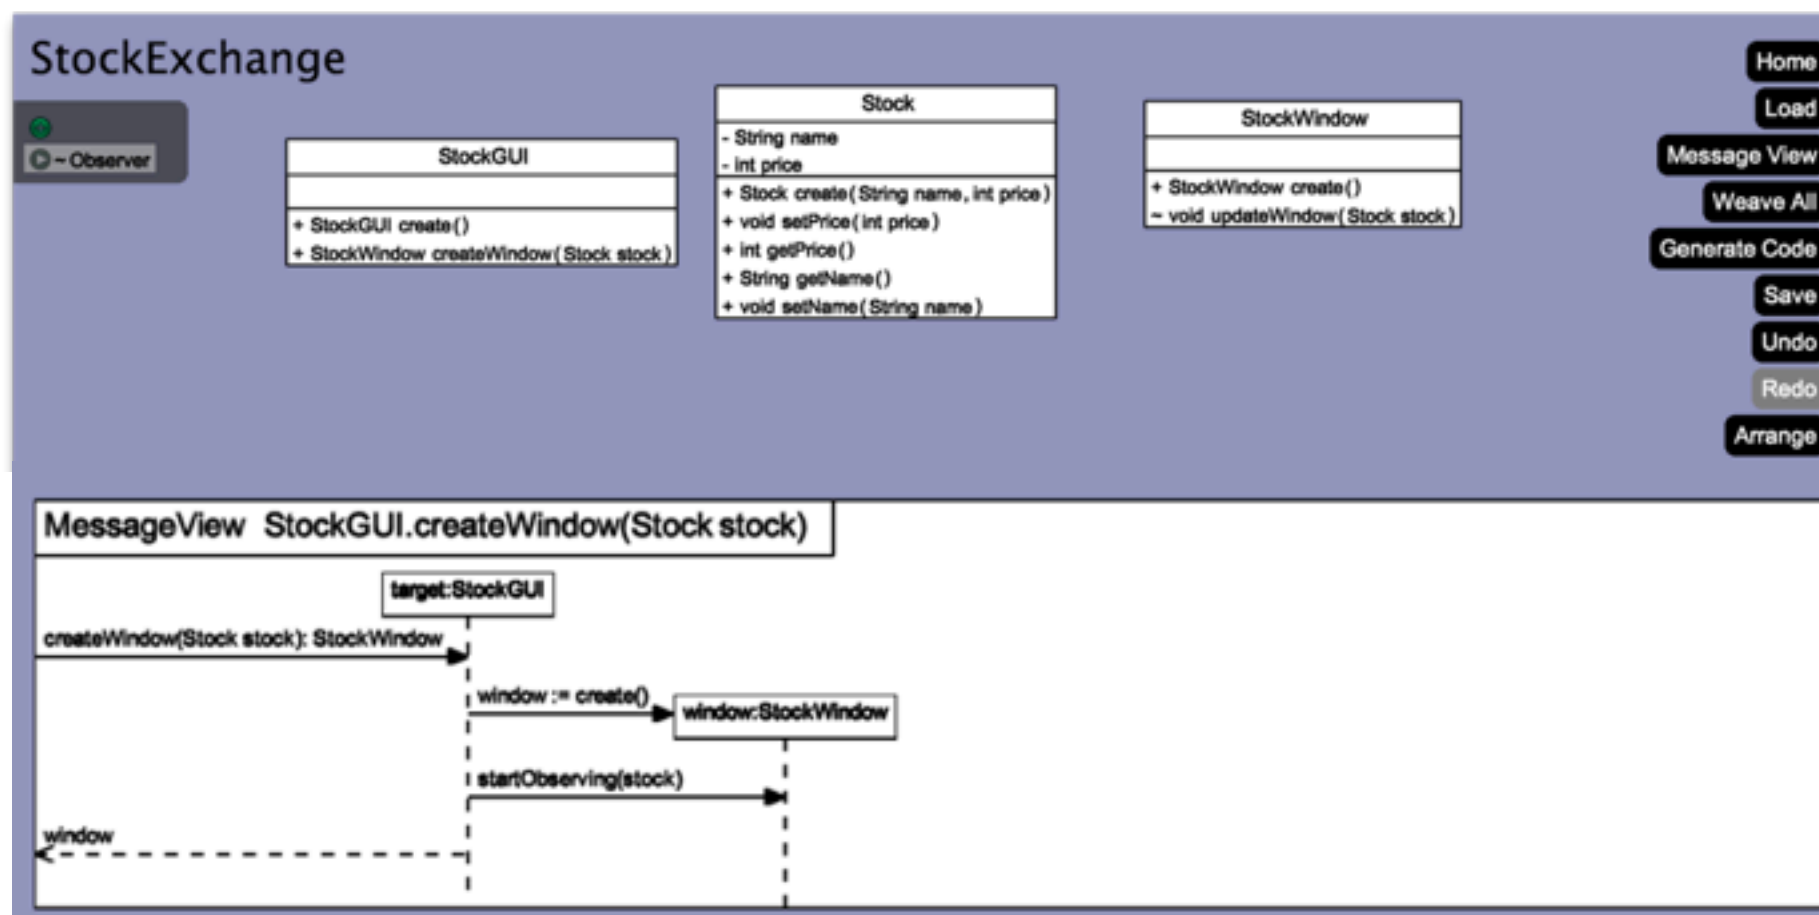 StockExchange
~ Observer
StockGUI
+ StockGUI create()
+ StockWindow createWindow(Stock stock)
Stock
- String name
- int price
+ Stock create(String name, int price)
+ void setPrice(int price)
+ int getPrice()
+ String getName()
+ void setName(String name)
StockWindow
+ StockWindow create()
~ void updateWindow(Stock stock)
Home
Load
Message View
Weave All
Generate Code
Save
Undo
Redo
Arrange
MessageView StockGUI.createWindow(Stock stock)
target:StockGUI
createWindow(Stock stock): StockWindow
window := create()
window:StockWindow
startObserving(stock)
window